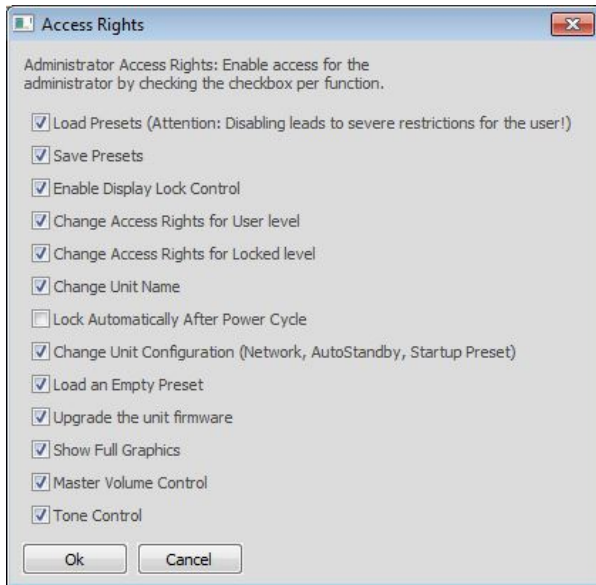 Access Rights
Administrator Access Rights: Enable access for the
administrator by checking the checkbox per function.
Load Presets (Attention: Disabling leads to severe restrictions for the user!)
Save Presets
Enable Display Lock Control
Change Access Rights for User level
Change Access Rights for Locked level
Change Unit Name
Lock Automatically After Power Cycle
Change Unit Configuration (Network, AutoStandby, Startup Preset)
Load an Empty Preset
Upgrade the unit firmware
Show Full Graphics
Master Volume Control
Tone Control
Ok Cancel